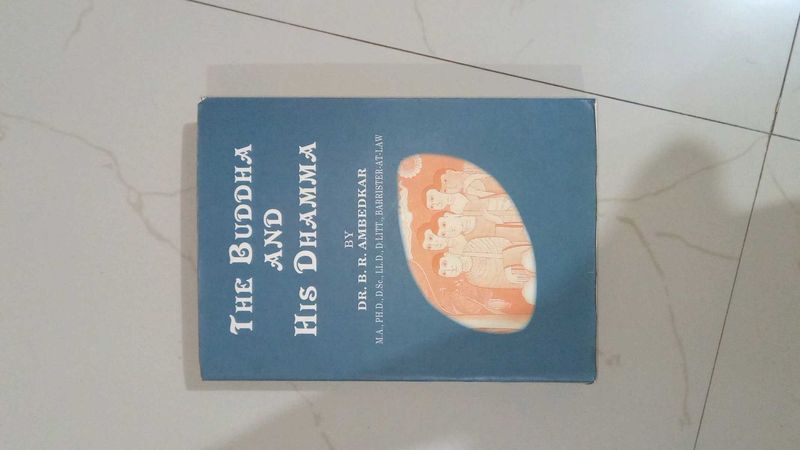 THE BUDDHA
AND
HIS DHAMMA
BY
DR. B. R. AMBEDKAR
M.A., PH.D., D.Sc., LL.D., D.LITT., BARRISTER-AT-LAW